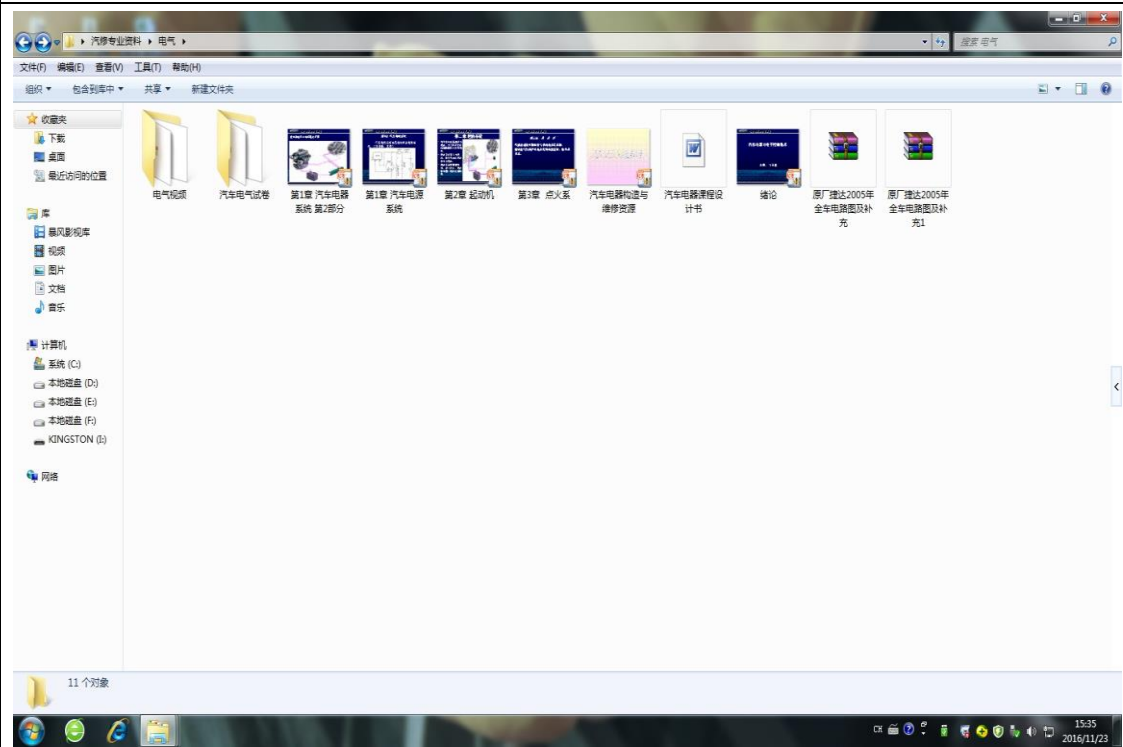 汽修专业资料 ▸ 电气 ▸
搜索 电气
文件(F) 编辑(E) 查看(V) 工具(T) 帮助(H)
组织 包含到库中 共享 新建文件夹
收藏夹
下载
桌面
最近访问的位置
库
暴风影视库
视频
图片
文档
音乐
计算机
系统 (C:)
本地磁盘 (D:)
本地磁盘 (E:)
本地磁盘 (F:)
KINGSTON (I:)
网络
电气视频
汽车电气试卷
第1章 汽车电器
系统 第2部分
第1章 汽车电源
系统
第2章 起动机
第3章 点火系
汽车电器构造与
维修资源
汽车电器课程设
计书
绪论
原厂捷达2005年
全车电路图及补
充
原厂捷达2005年
全车电路图及补
充1
11 个对象
CH
15:35
2016/11/23